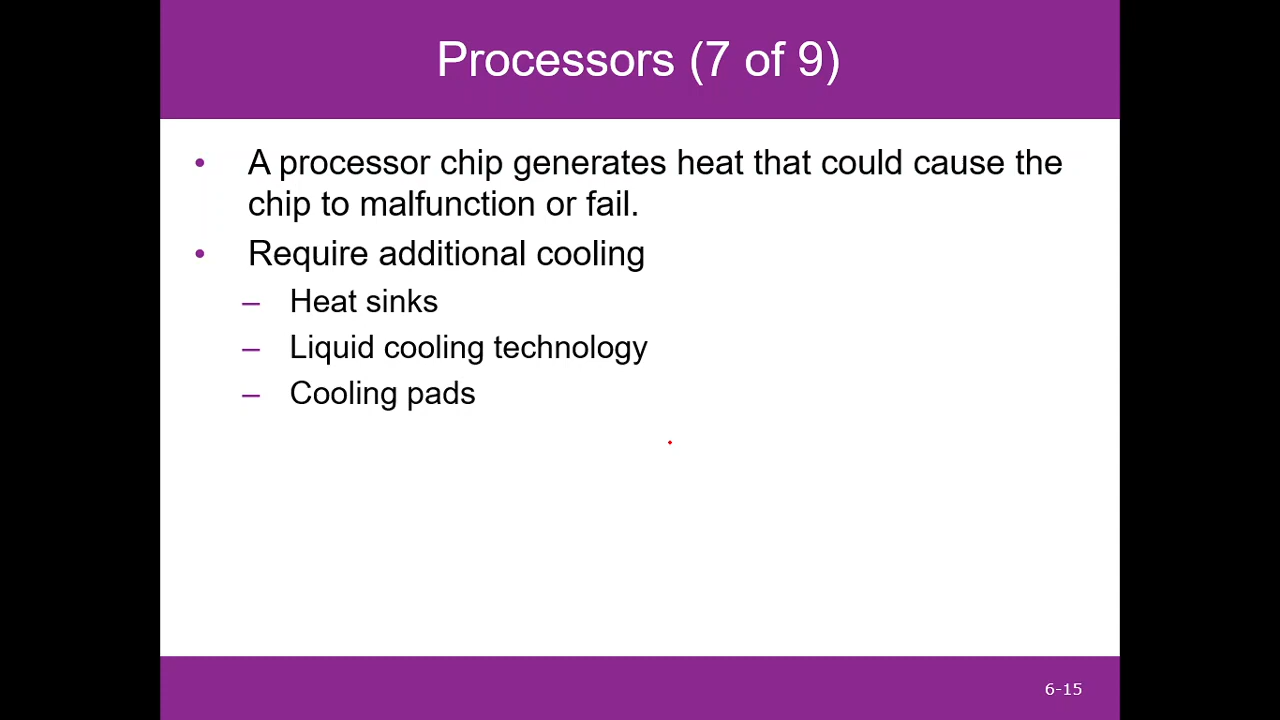 Processors (7 of 9)
• A processor chip generates heat that could cause the
chip to malfunction or fail.
• Require additional cooling
– Heat sinks
– Liquid cooling technology
– Cooling pads
6-15